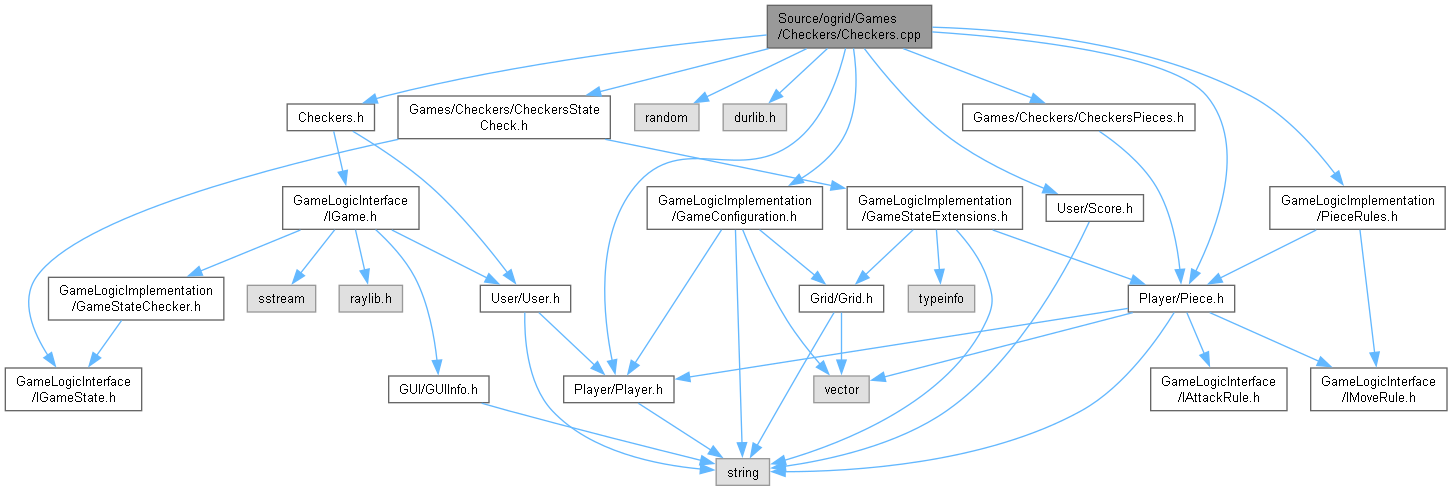 Source/ogrid/Games
/Checkers/Checkers.cpp
Checkers.h
Games/Checkers/CheckersState
Check.h
random
durlib.h
Games/Checkers/CheckersPieces.h
GameLogicInterface
/IGame.h
GameLogicImplementation
/GameConfiguration.h
GameLogicImplementation
/GameStateExtensions.h
User/Score.h
GameLogicImplementation
/PieceRules.h
GameLogicImplementation
/GameStateChecker.h
sstream
raylib.h
User/User.h
Grid/Grid.h
typeinfo
Player/Piece.h
GameLogicInterface
/IGameState.h
GUI/GUIInfo.h
Player/Player.h
vector
GameLogicInterface
/IAttackRule.h
GameLogicInterface
/IMoveRule.h
string